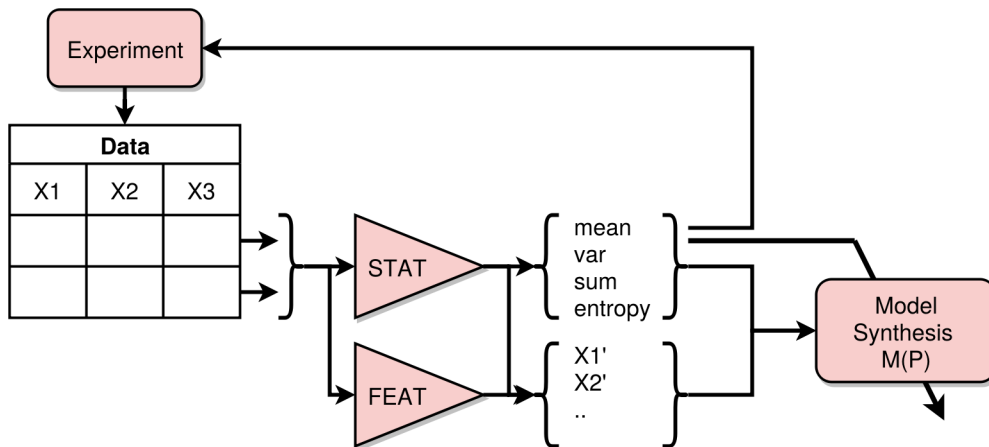 Experiment
Data
X1 X2 X3
STAT
mean
var
sum
entropy
FEAT
X1'
X2'
..
Model
Synthesis
M(P)